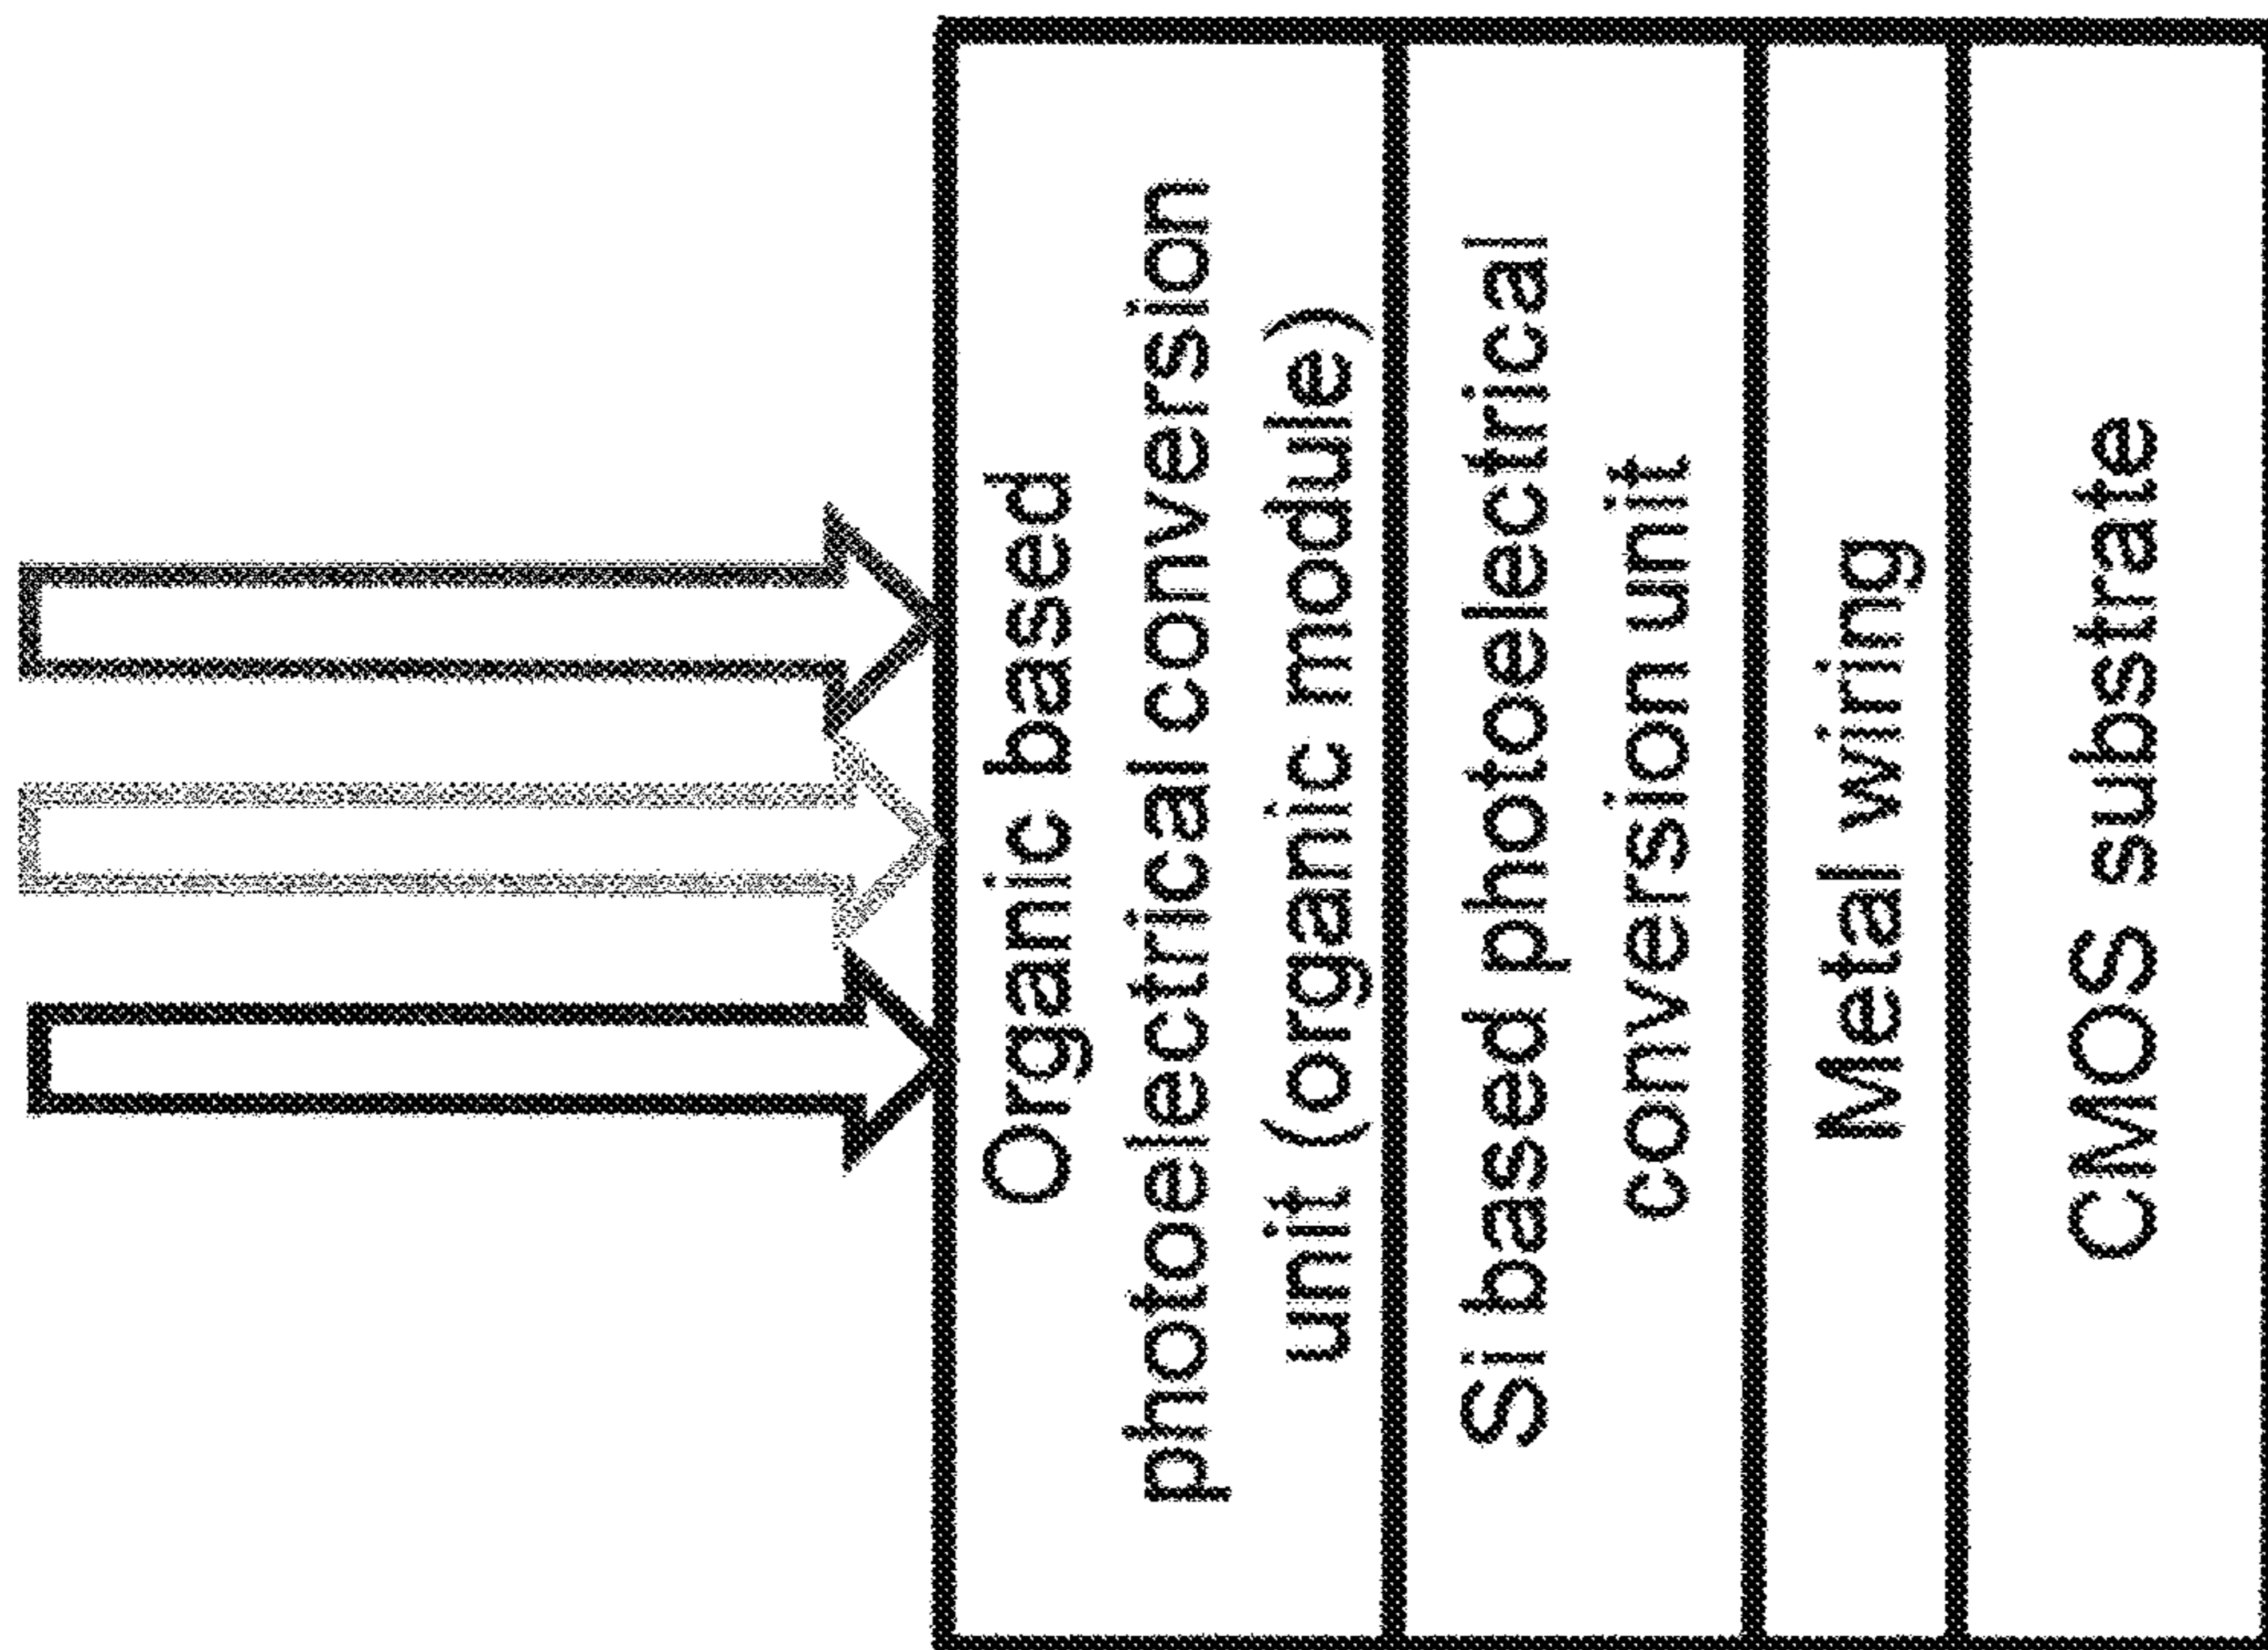 Organic based
photoelectrical conversion
unit (organic module)
Si based photoelectrical
conversion unit
Metal wiring
CMOS substrate